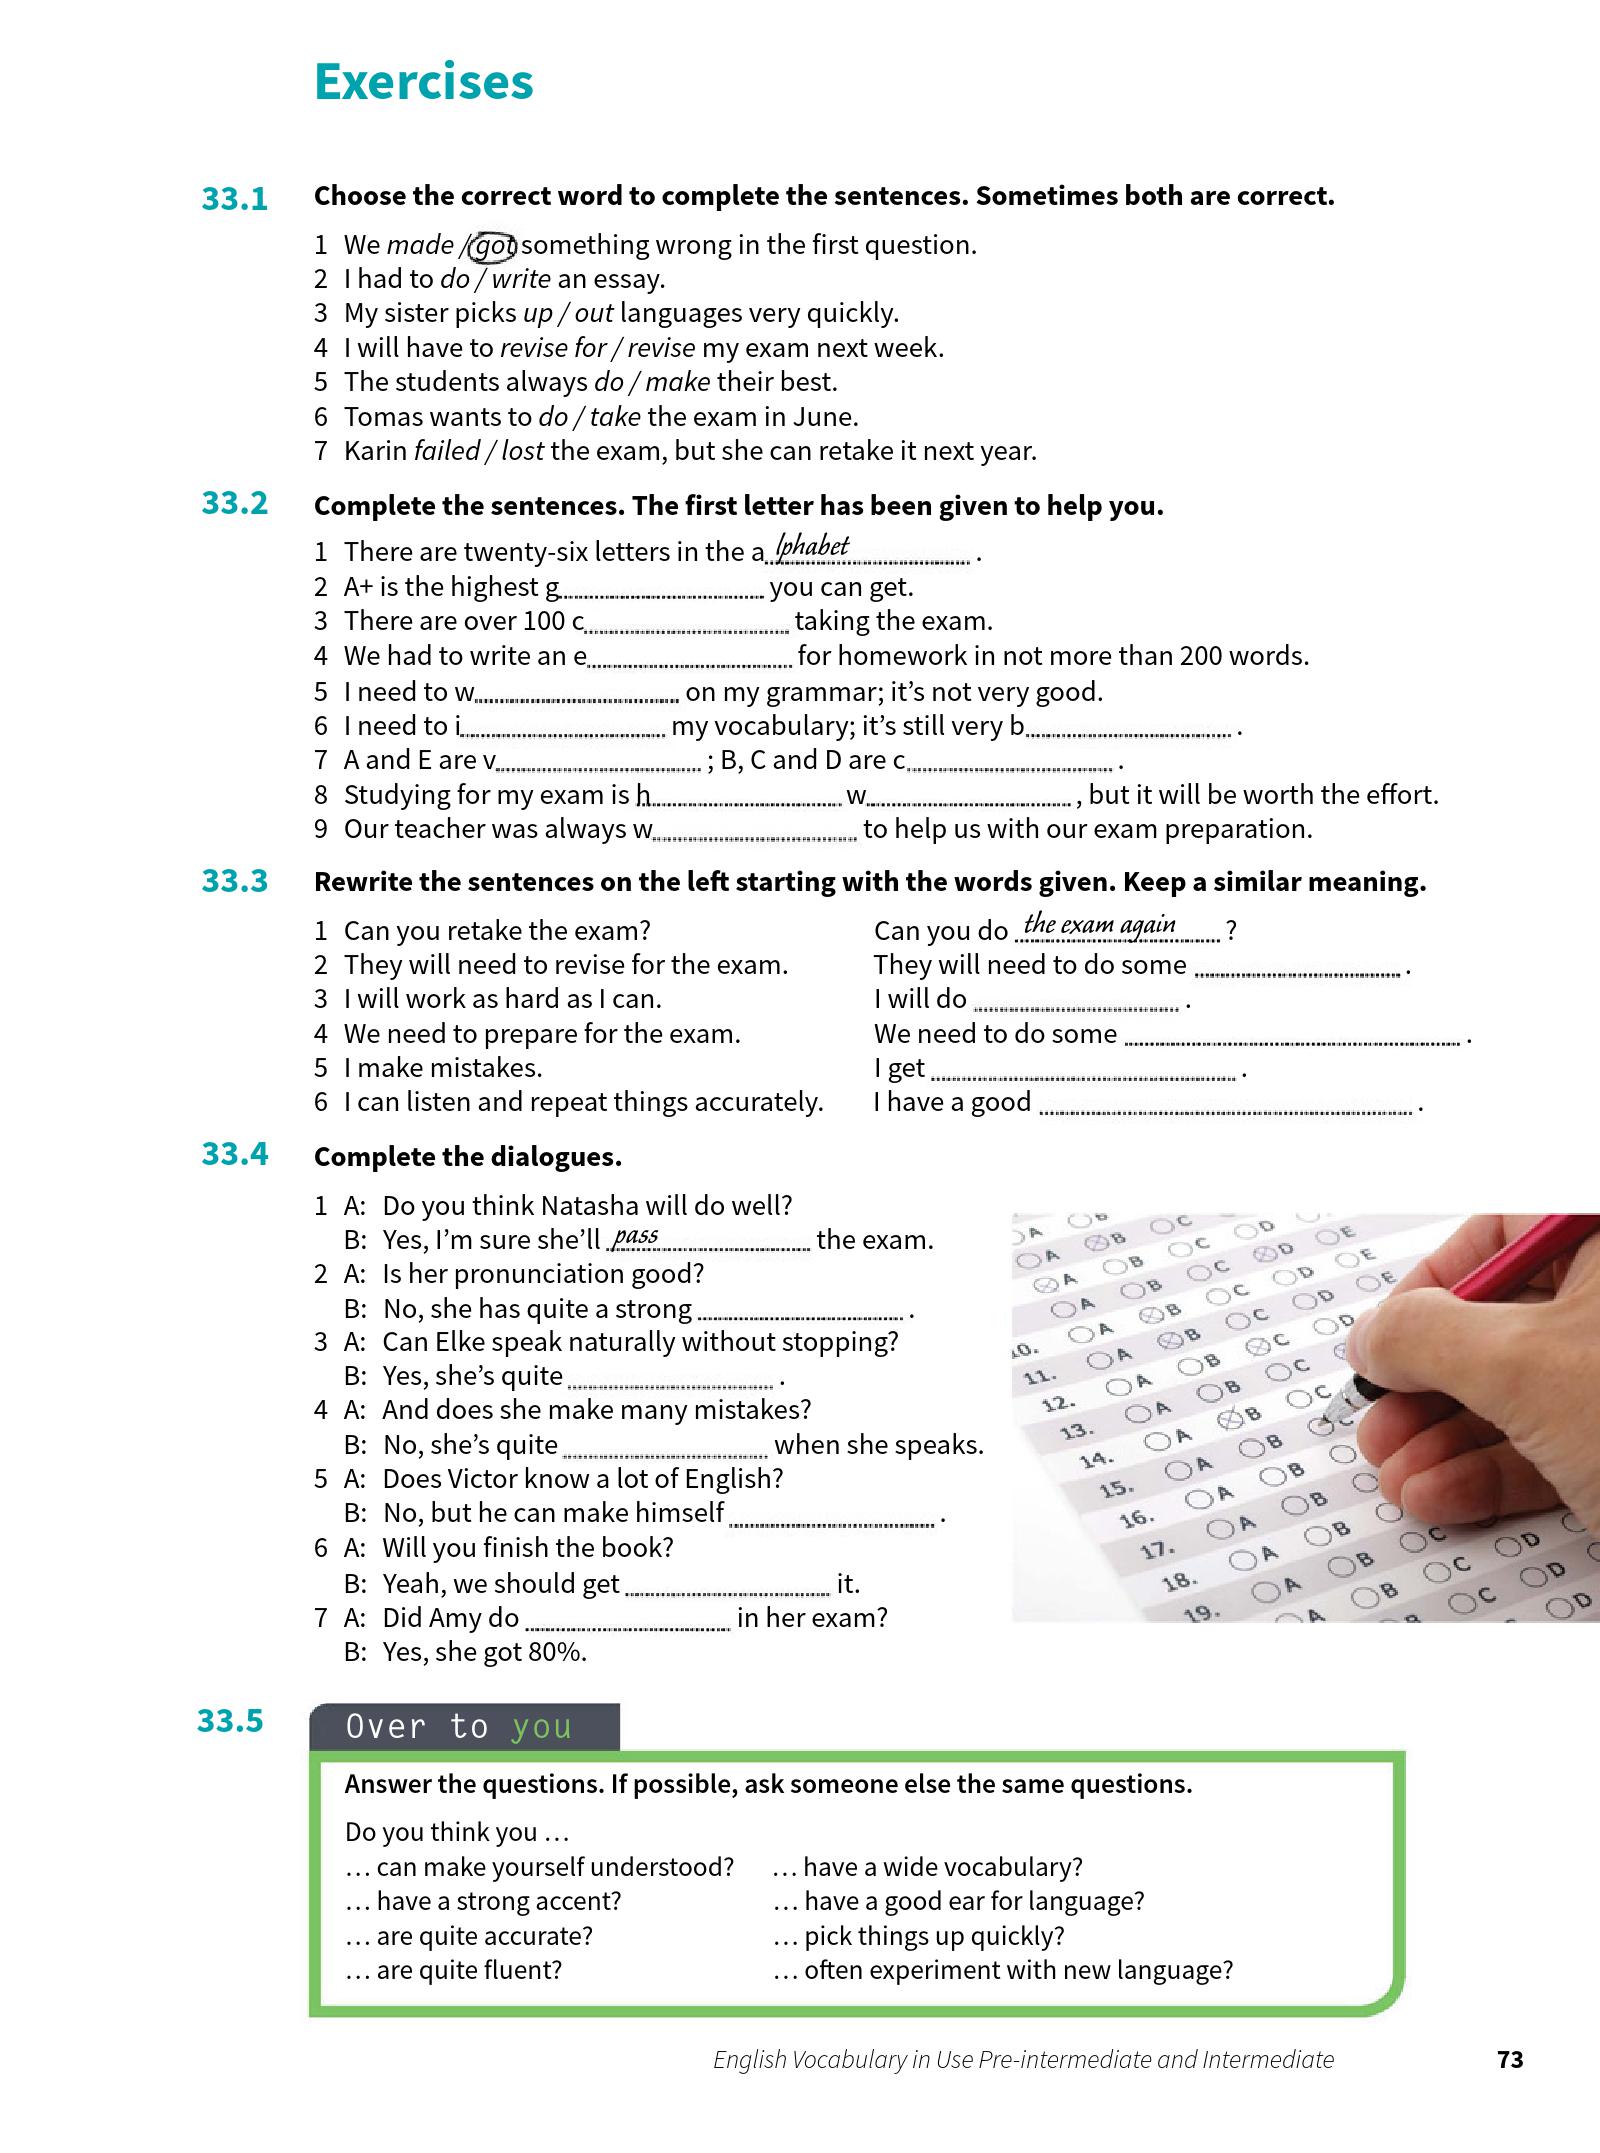 Exercises
33.1 Choose the correct word to complete the sentences. Sometimes both are correct.
1 We made / got something wrong in the first question.
2 I had to do / write an essay.
3 My sister picks up / out languages very quickly.
4 I will have to revise for / revise my exam next week.
5 The students always do / make their best.
6 Tomas wants to do / take the exam in June.
7 Karin failed / lost the exam, but she can retake it next year.
33.2 Complete the sentences. The first letter has been given to help you.
1 There are twenty-six letters in the a lphabet .
2 A+ is the highest g you can get.
3 There are over 100 c taking the exam.
4 We had to write an e for homework in not more than 200 words.
5 I need to w on my grammar; it's not very good.
6 I need to i my vocabulary; it's still very b .
7 A and E are v ; B, C and D are c .
8 Studying for my exam is h w , but it will be worth the effort.
9 Our teacher was always w to help us with our exam preparation.
33.3 Rewrite the sentences on the left starting with the words given. Keep a similar meaning.
1 Can you retake the exam? Can you do the exam again ?
2 They will need to revise for the exam. They will need to do some .
3 I will work as hard as I can. I will do .
4 We need to prepare for the exam. We need to do some .
5 I make mistakes. I get .
6 I can listen and repeat things accurately. I have a good .
33.4 Complete the dialogues.
1 A: Do you think Natasha will do well?
B: Yes, I'm sure she'll pass the exam.
2 A: Is her pronunciation good?
B: No, she has quite a strong .
3 A: Can Elke speak naturally without stopping?
B: Yes, she's quite .
4 A: And does she make many mistakes?
B: No, she's quite when she speaks.
5 A: Does Victor know a lot of English?
B: No, but he can make himself .
6 A: Will you finish the book?
B: Yeah, we should get it.
7 A: Did Amy do in her exam?
B: Yes, she got 80%.
33.5 Over to you
Answer the questions. If possible, ask someone else the same questions.
Do you think you …
… can make yourself understood? … have a wide vocabulary?
… have a strong accent? … have a good ear for language?
… are quite accurate? … pick things up quickly?
… are quite fluent? … often experiment with new language?
English Vocabulary in Use Pre-intermediate and Intermediate 73